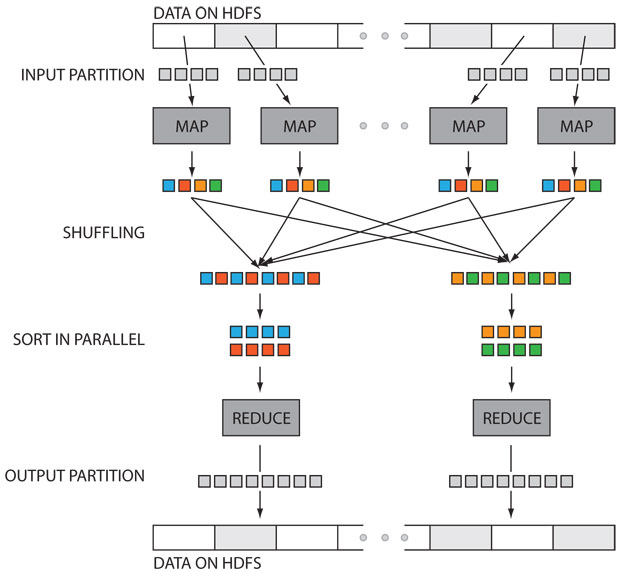 DATA ON HDFS
INPUT PARTITION
MAP
MAP
MAP
MAP
SHUFFLING
SORT IN PARALLEL
REDUCE
REDUCE
OUTPUT PARTITION
DATA ON HDFS